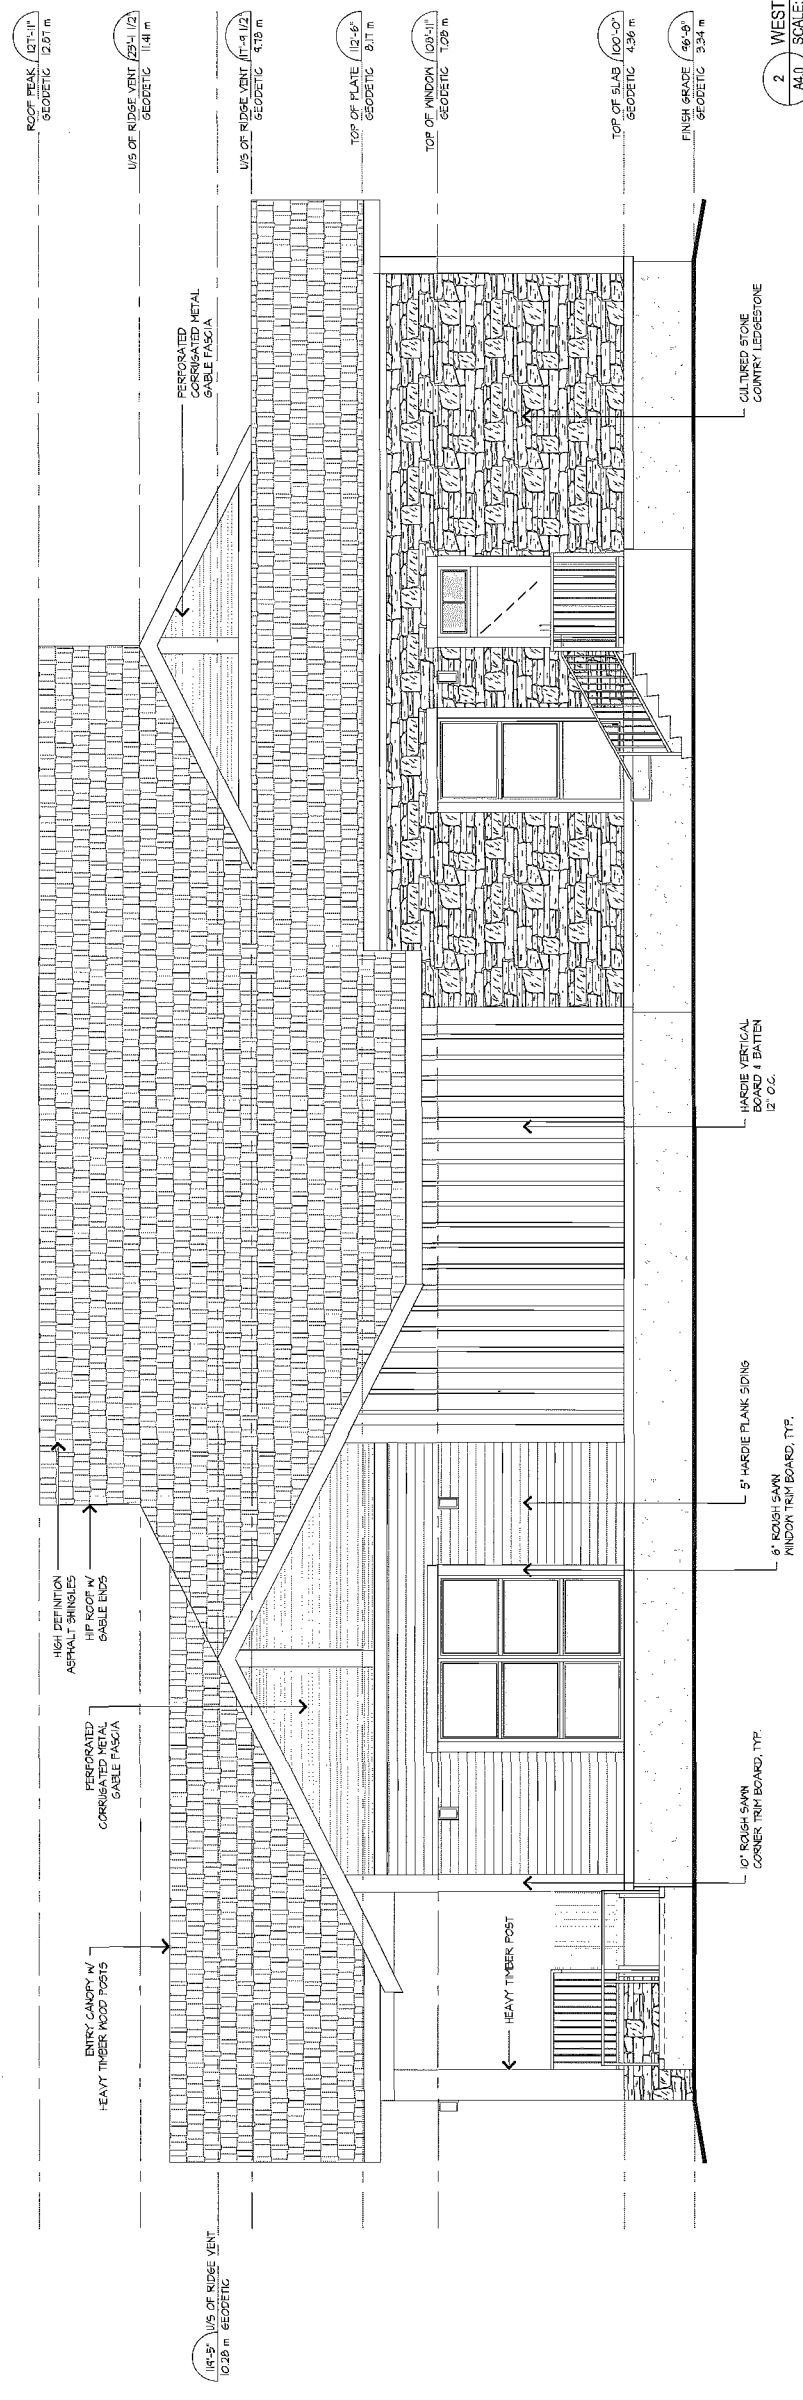 ROOF PEAK 127'-11"
GEODETIC 12.87 m
U/S OF RIDGE VENT 123'-1 1/2"
GEODETIC 11.41 m
U/S OF RIDGE VENT 117'-9 1/2"
GEODETIC 9.78 m
TOP OF PLATE 112'-6"
GEODETIC 8.17 m
TOP OF WINDOW 108'-11"
GEODETIC 7.08 m
TOP OF SLAB 100'-0"
GEODETIC 4.36 m
FINISH GRADE 96'-8"
GEODETIC 3.34 m
2 WEST
A4.0 SCALE:
PERFORATED
CORRUGATED METAL
GABLE FASCIA
CULTURED STONE
COUNTRY LEDGESTONE
HARDIE VERTICAL
BOARD & BATTEN
12" O.C.
HIGH DEFINITION
ASPHALT SHINGLES
HIP ROOF W/
GABLE ENDS
5" HARDIE PLANK SIDING
6" ROUGH SAWN
WINDOW TRIM BOARD, TYP.
PERFORATED
CORRUGATED METAL
GABLE FASCIA
10" ROUGH SAWN
CORNER TRIM BOARD, TYP.
ENTRY CANOPY W/
HEAVY TIMBER WOOD POSTS
HEAVY TIMBER POST
119'-5" U/S OF RIDGE VENT
10.28 m GEODETIC